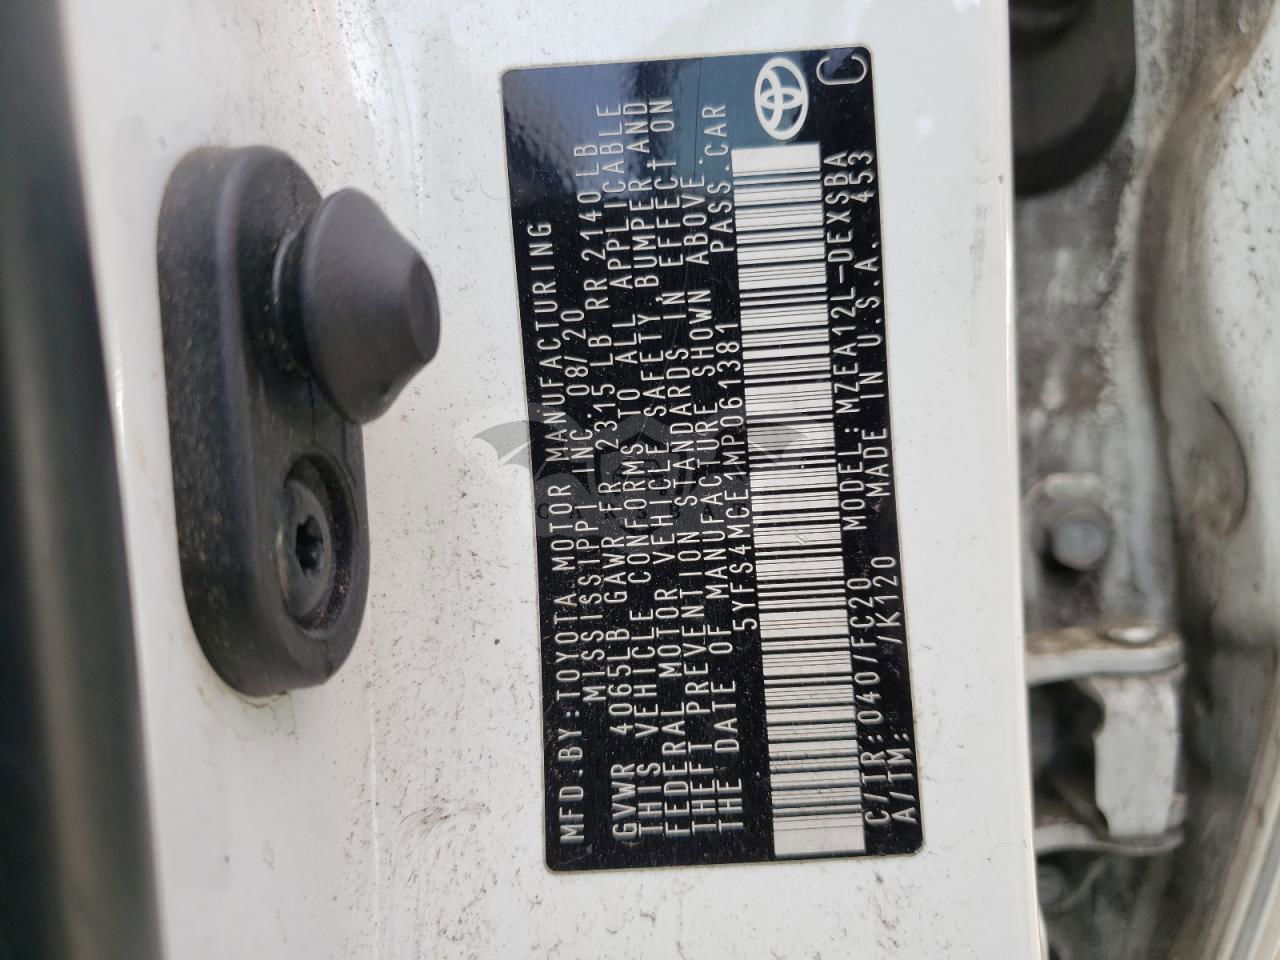 MFD.BY:TOYOTA MOTOR MANUFACTURING
MISSISSIPPI INC. 08/20
GVWR 4065LB GAWR FR 2315 LB RR 2140 LB
THIS VEHICLE CONFORMS TO ALL APPLICABLE
FEDERAL MOTOR VEHICLE SAFETY BUMPER, AND
THEFT PREVENTION STANDARDS IN EFFECT ON
THE DATE OF MANUFACTURE SHOWN ABOVE.
5YFS4MCE1MP061381 PASS.CAR
C/TR:040/FC20 MODEL:MZEA12L-DEXSBA
A/TM: /K120 MADE IN U.S.A. 453
C